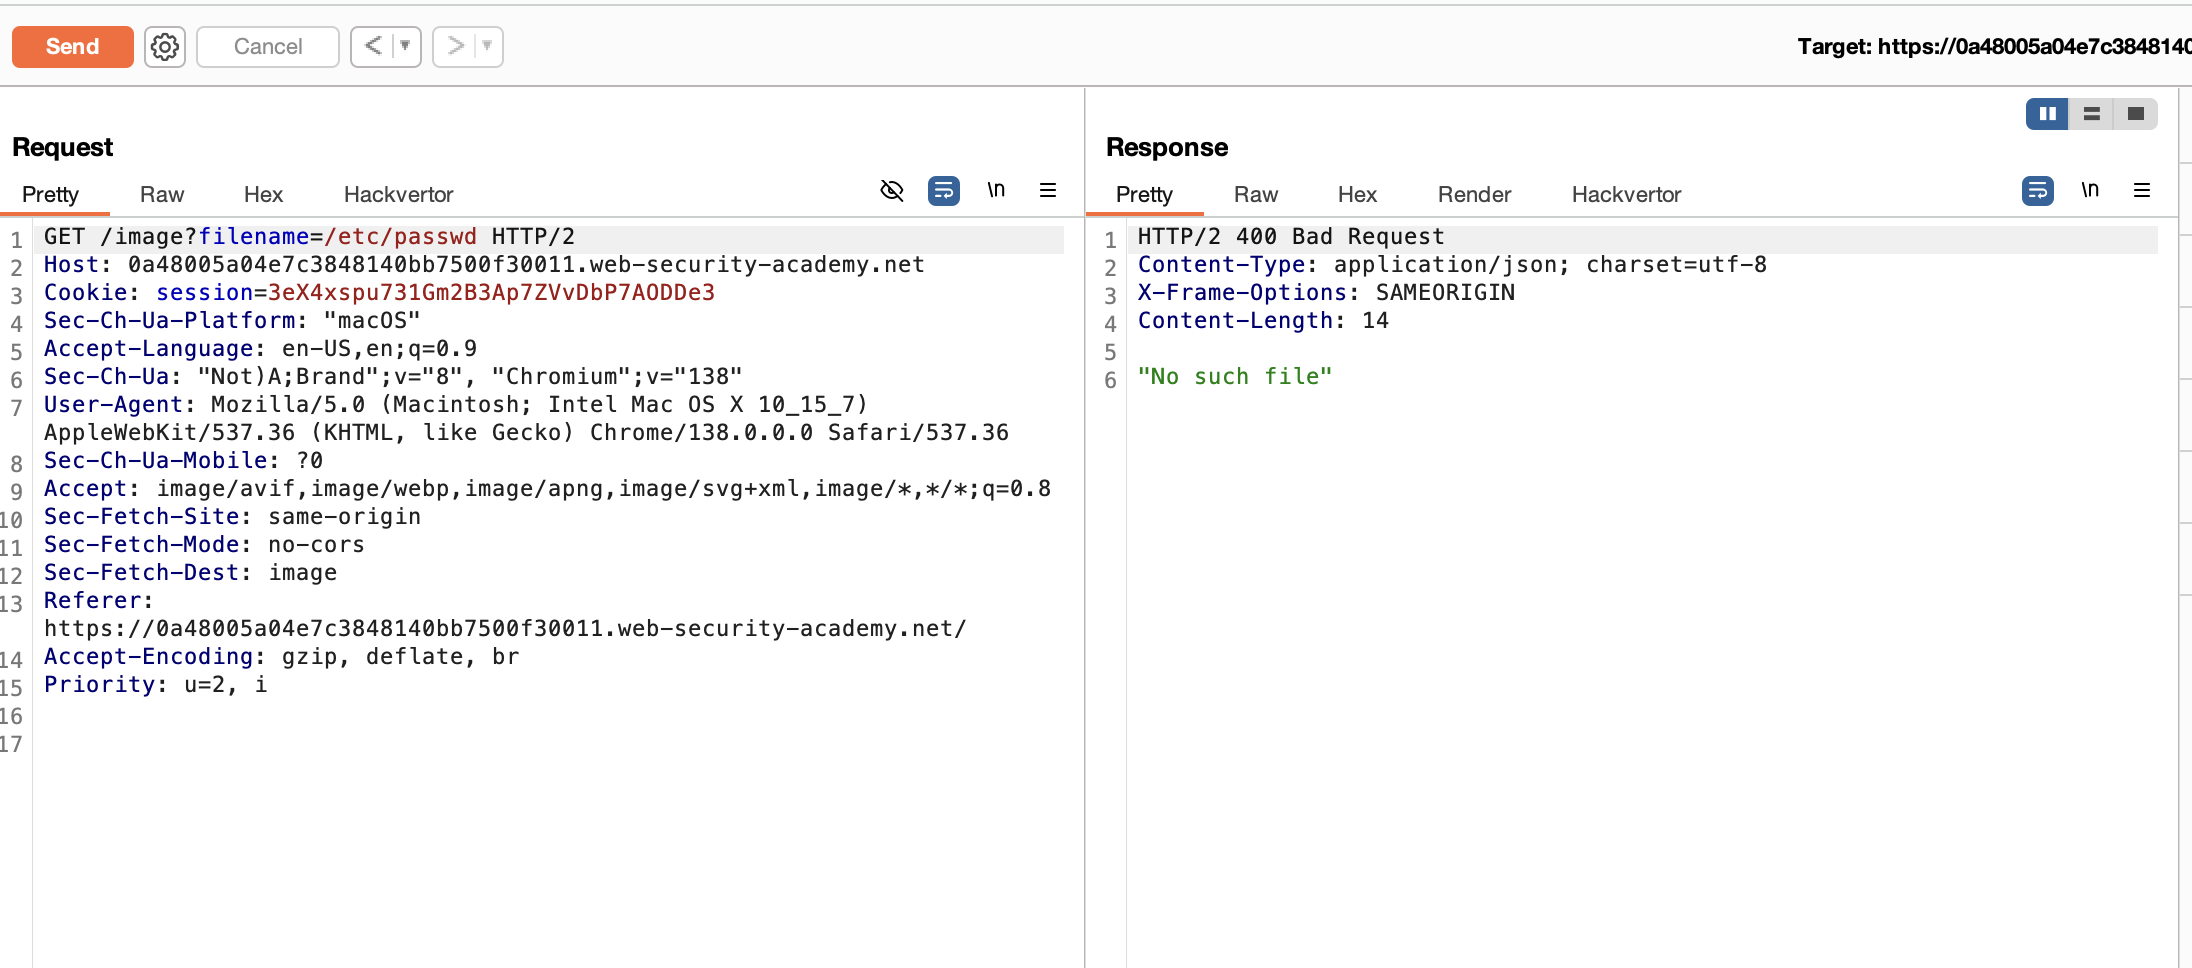 Send
Cancel
Target: https://0a48005a04e7c3848140
Request
Pretty Raw Hex Hackvertor \n
1 GET /image?filename=/etc/passwd HTTP/2
2 Host: 0a48005a04e7c3848140bb7500f30011.web-security-academy.net
3 Cookie: session=3eX4xspu731Gm2B3Ap7ZVvDbP7AODDe3
4 Sec-Ch-Ua-Platform: "macOS"
5 Accept-Language: en-US,en;q=0.9
6 Sec-Ch-Ua: "Not)A;Brand";v="8", "Chromium";v="138"
7 User-Agent: Mozilla/5.0 (Macintosh; Intel Mac OS X 10_15_7)
AppleWebKit/537.36 (KHTML, like Gecko) Chrome/138.0.0.0 Safari/537.36
8 Sec-Ch-Ua-Mobile: ?0
9 Accept: image/avif,image/webp,image/apng,image/svg+xml,image/*,*/*;q=0.8
10 Sec-Fetch-Site: same-origin
11 Sec-Fetch-Mode: no-cors
12 Sec-Fetch-Dest: image
13 Referer:
https://0a48005a04e7c3848140bb7500f30011.web-security-academy.net/
14 Accept-Encoding: gzip, deflate, br
15 Priority: u=2, i
16
17
Response
Pretty Raw Hex Render Hackvertor \n
1 HTTP/2 400 Bad Request
2 Content-Type: application/json; charset=utf-8
3 X-Frame-Options: SAMEORIGIN
4 Content-Length: 14
5
6 "No such file"